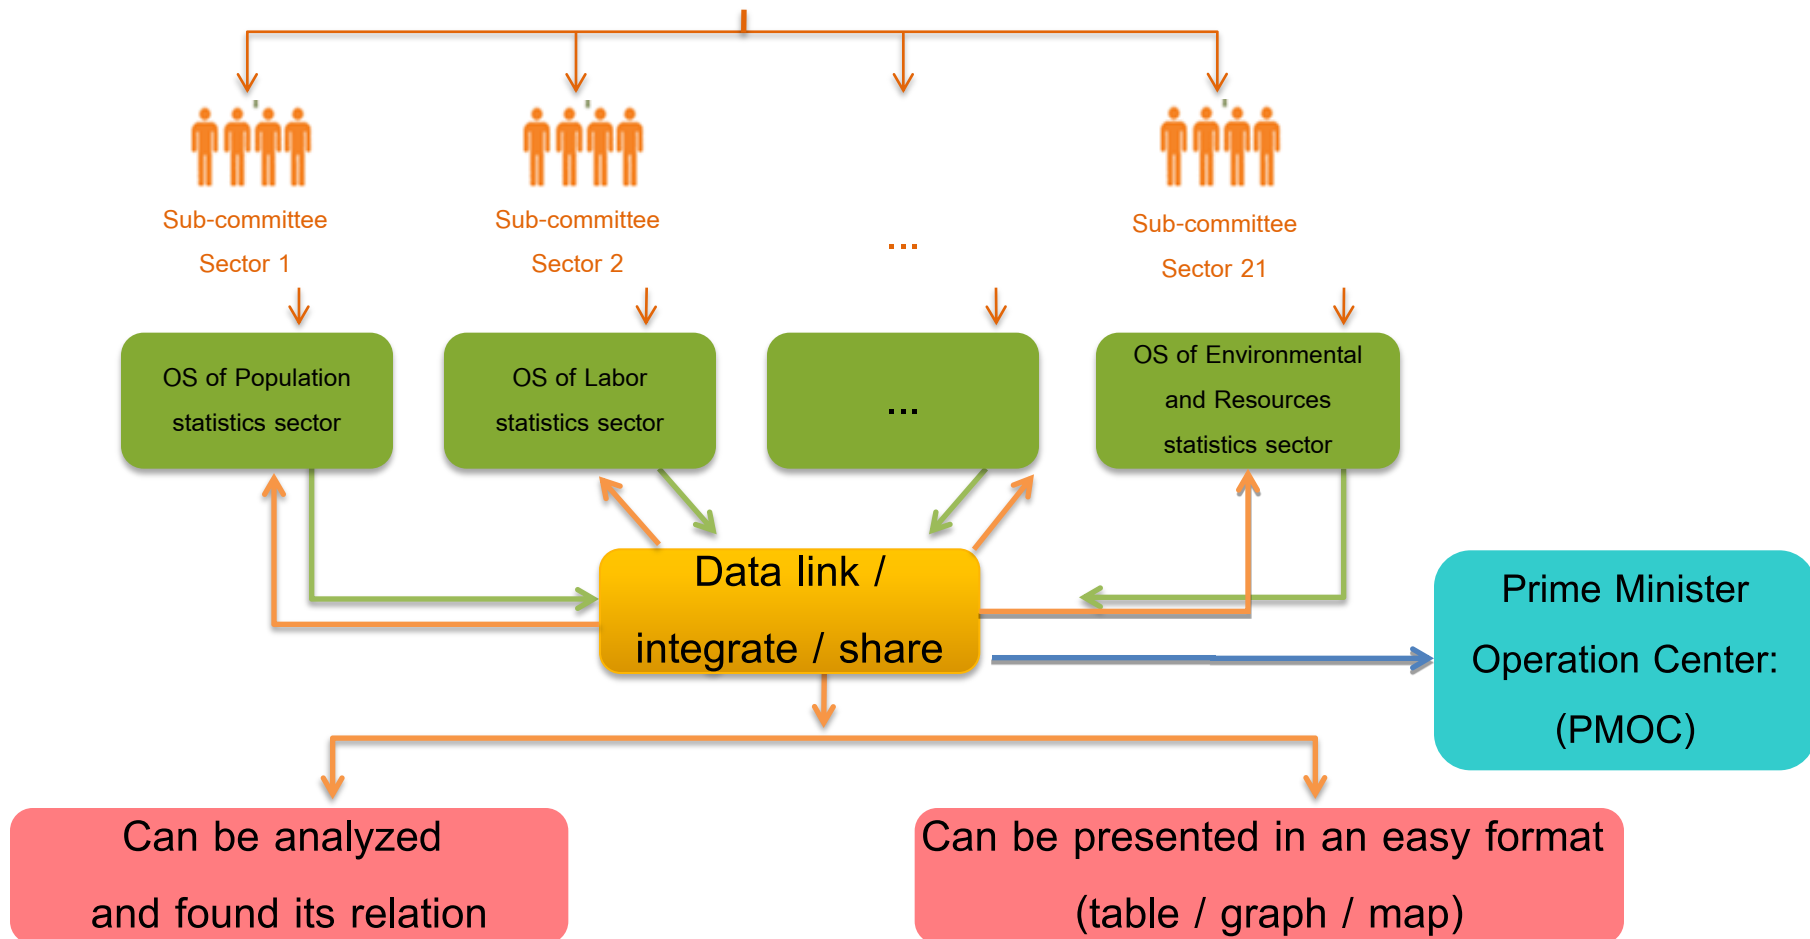 Sub-committee
Sector 1
Sub-committee
Sector 2
...
Sub-committee
Sector 21
OS of Population
statistics sector
OS of Labor
statistics sector
...
OS of Environmental
and Resources
statistics sector
Data link /
integrate / share
Prime Minister
Operation Center:
(PMOC)
Can be analyzed
and found its relation
Can be presented in an easy format
(table / graph / map)